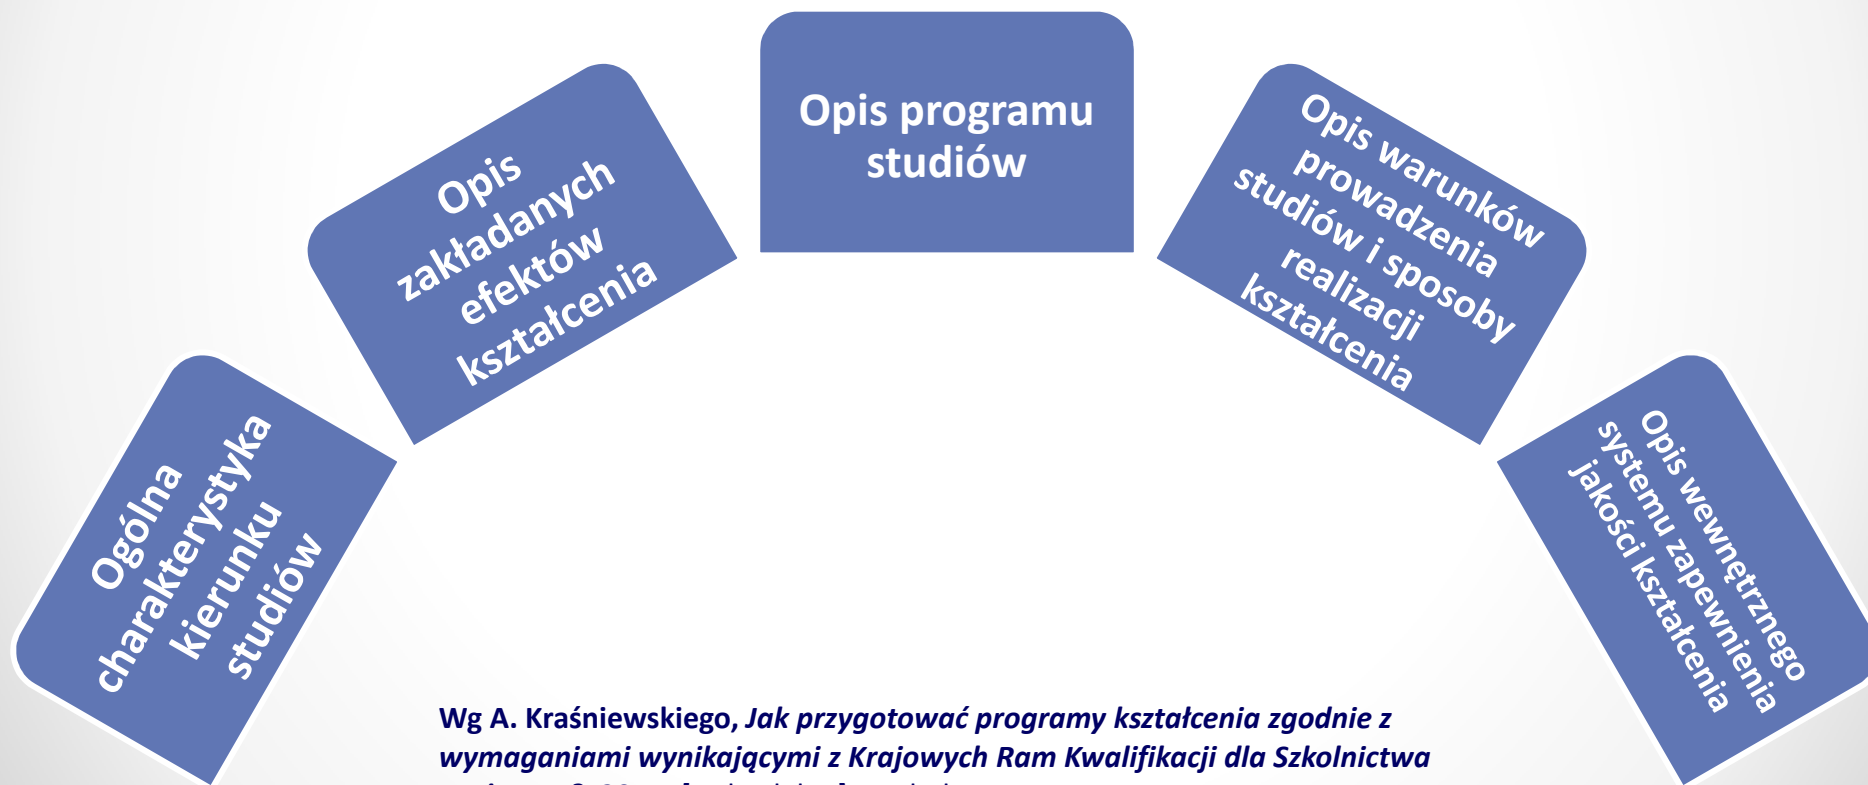 Ogólna
charakterystyka
kierunku
studiów
Opis
zakładanych
efektów
kształcenia
Opis programu
studiów
Opis warunków
prowadzenia
studiów i sposoby
realizacji
kształcenia
Opis wewnętrznego
systemu zapewnienia
jakości kształcenia
Wg A. Kraśniewskiego, Jak przygotować programy kształcenia zgodnie z
wymaganiami wynikającymi z Krajowych Ram Kwalifikacji dla Szkolnictwa